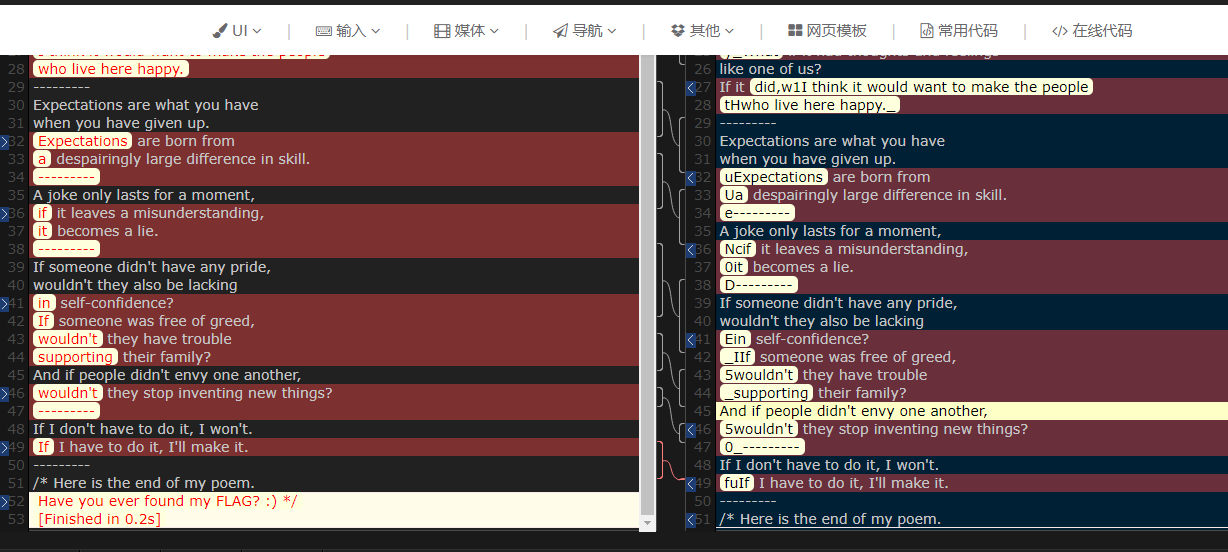 UI | 输入 | 媒体 | 导航 | 其他 | 网页模板 | 常用代码 | </> 在线代码
28 who live here happy.
29 ---------
30 Expectations are what you have
31 when you have given up.
32 Expectations are born from
33 a despairingly large difference in skill.
34 ---------
35 A joke only lasts for a moment,
36 if it leaves a misunderstanding,
37 it becomes a lie.
38 ---------
39 If someone didn't have any pride,
40 wouldn't they also be lacking
41 in self-confidence?
42 If someone was free of greed,
43 wouldn't they have trouble
44 supporting their family?
45 And if people didn't envy one another,
46 wouldn't they stop inventing new things?
47 ---------
48 If I don't have to do it, I won't.
49 If I have to do it, I'll make it.
50 ---------
51 /* Here is the end of my poem.
52 Have you ever found my FLAG? :) */
53 [Finished in 0.2s]
26 like one of us?
27 If it did,w1I think it would want to make the people
28 tHwho live here happy._
29 ---------
30 Expectations are what you have
31 when you have given up.
32 uExpectations are born from
33 Ua despairingly large difference in skill.
34 e---------
35 A joke only lasts for a moment,
36 Ncif it leaves a misunderstanding,
37 0it becomes a lie.
38 D---------
39 If someone didn't have any pride,
40 wouldn't they also be lacking
41 Ein self-confidence?
42 _IIf someone was free of greed,
43 5wouldn't they have trouble
44 _supporting their family?
45 And if people didn't envy one another,
46 5wouldn't they stop inventing new things?
47 0_---------
48 If I don't have to do it, I won't.
49 fuIf I have to do it, I'll make it.
50 ---------
51 /* Here is the end of my poem.